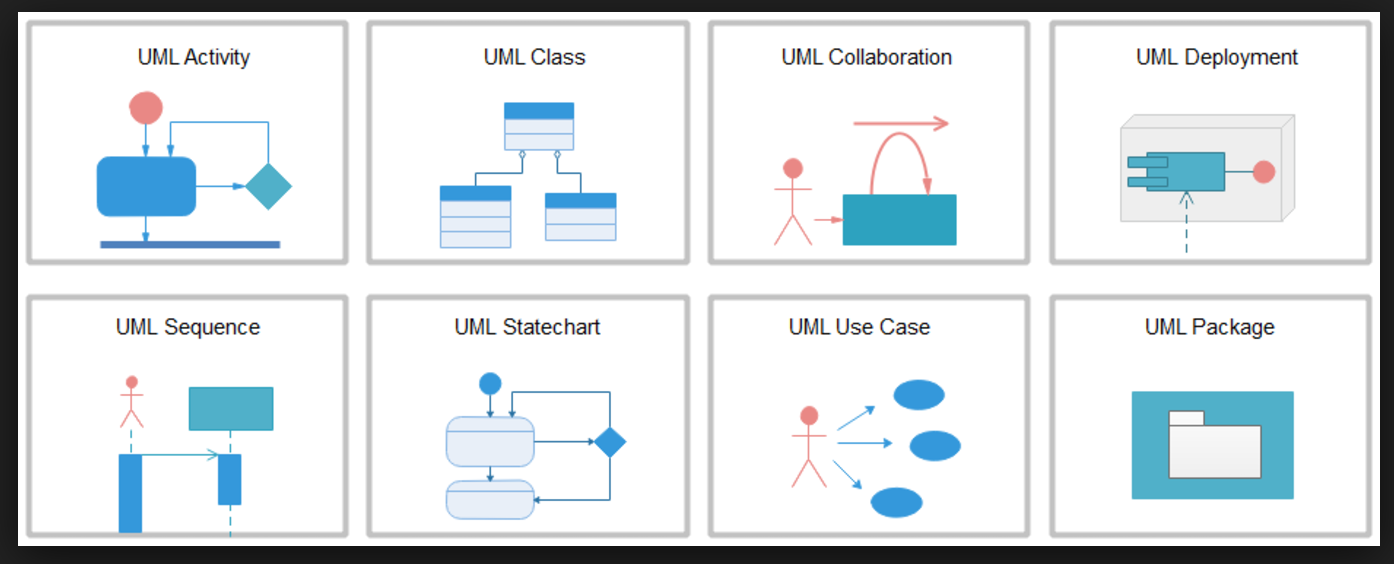 UML Activity
UML Class
UML Collaboration
UML Deployment
UML Sequence
UML Statechart
UML Use Case
UML Package